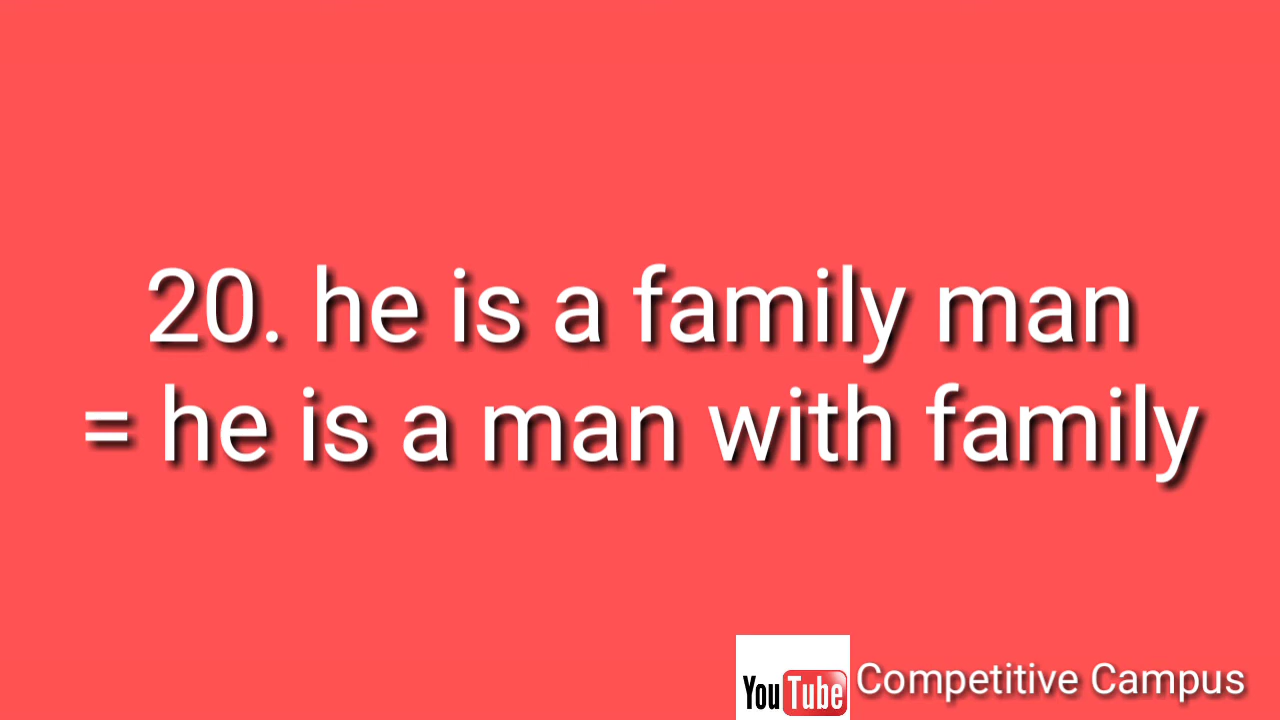 20. he is a family man
= he is a man with family
YouTube Competitive Campus